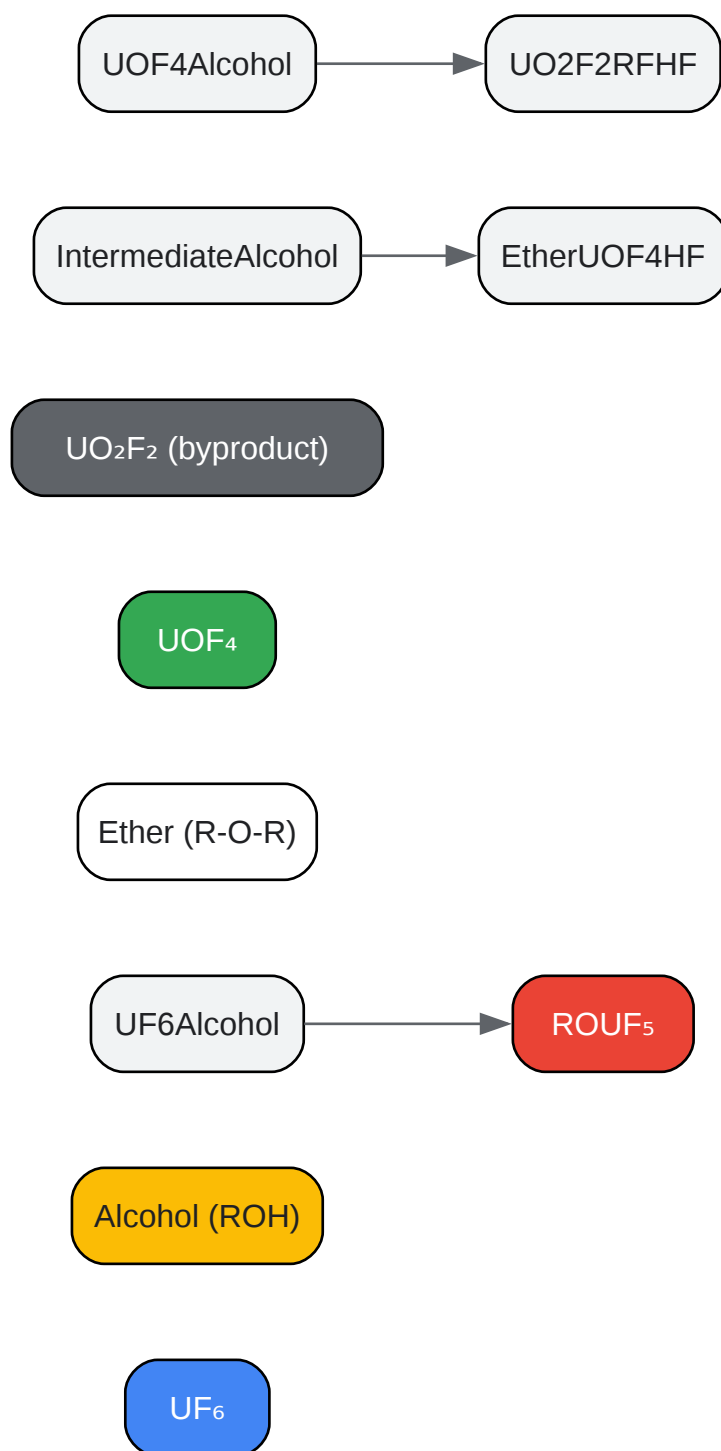 UOF4Alcohol
UO2F2RFHF
IntermediateAlcohol
EtherUOF4HF
UO₂F₂ (byproduct)
UOF₄
Ether (R-O-R)
UF6Alcohol
ROUF₅
Alcohol (ROH)
UF₆